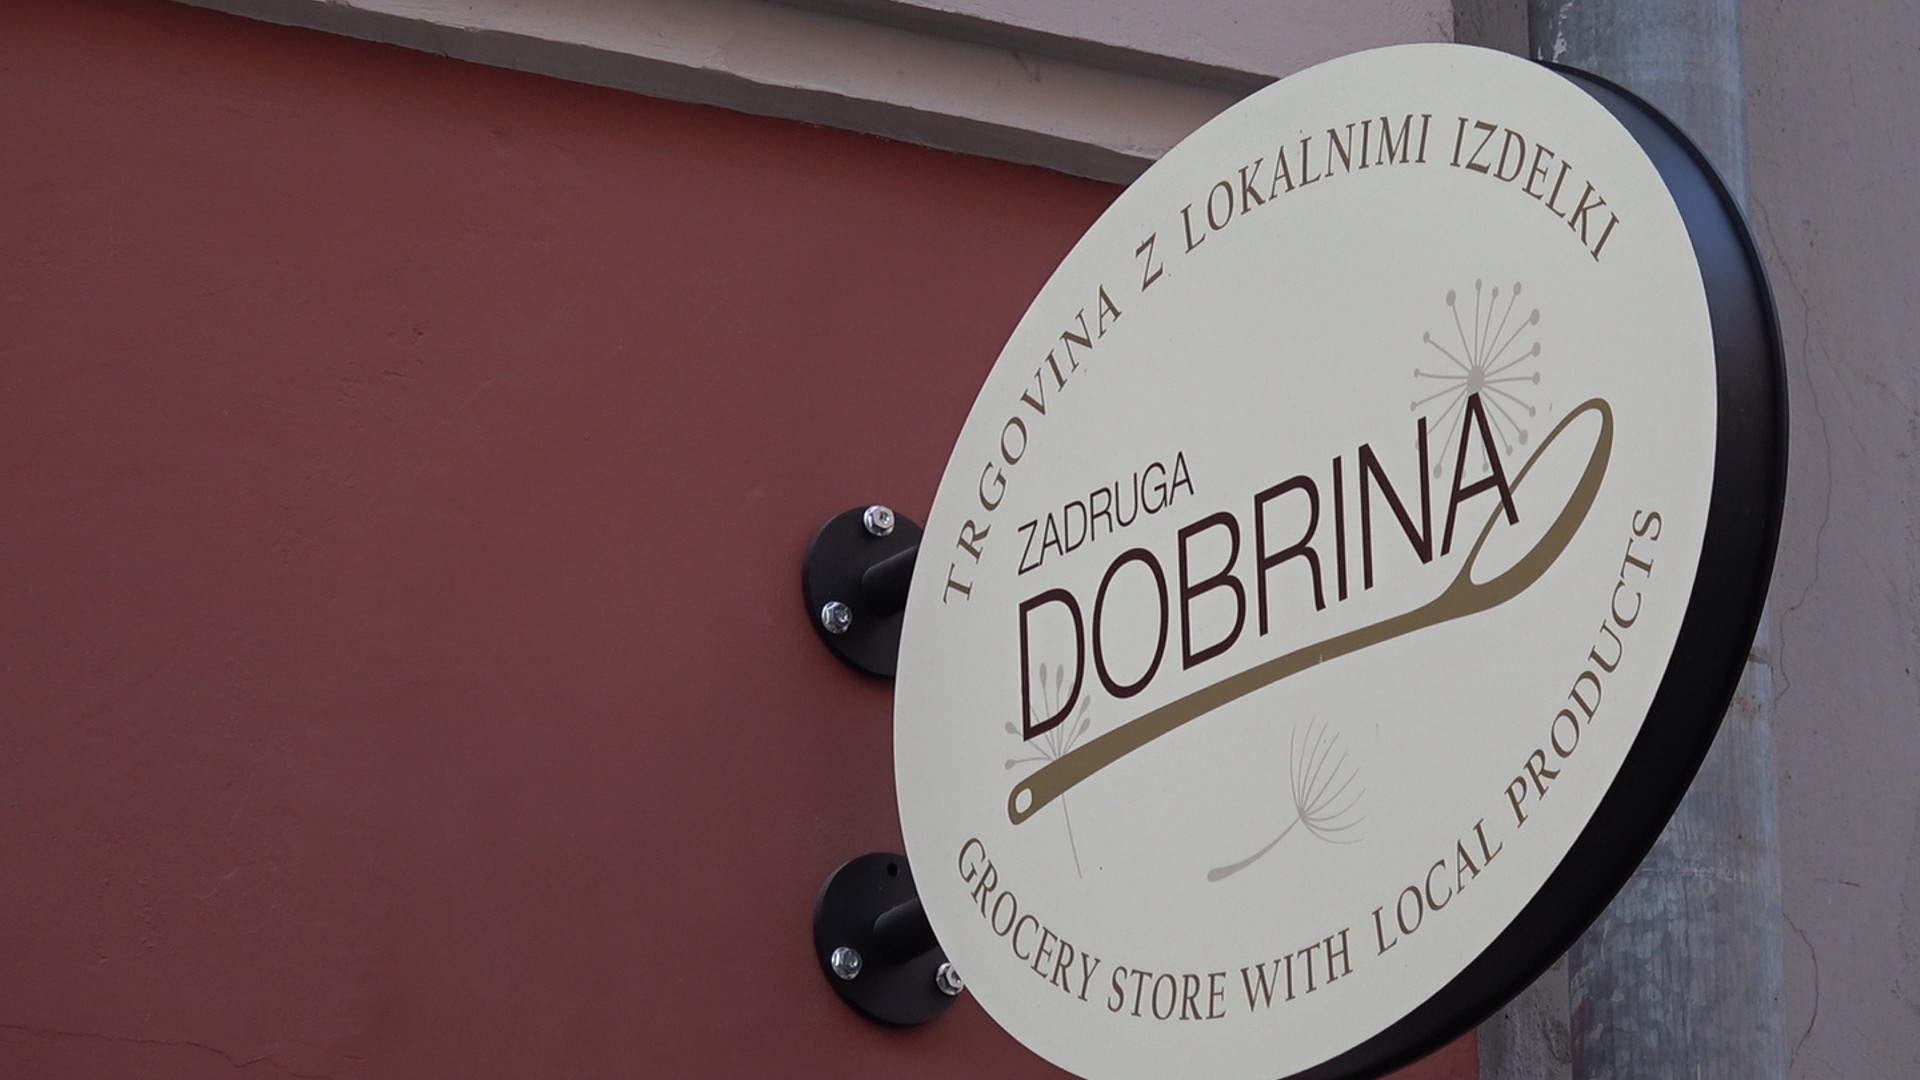 TRGOVINA Z LOKALNIMI IZDELKI
ZADRUGA
DOBRINA
GROCERY STORE WITH LOCAL PRODUCTS